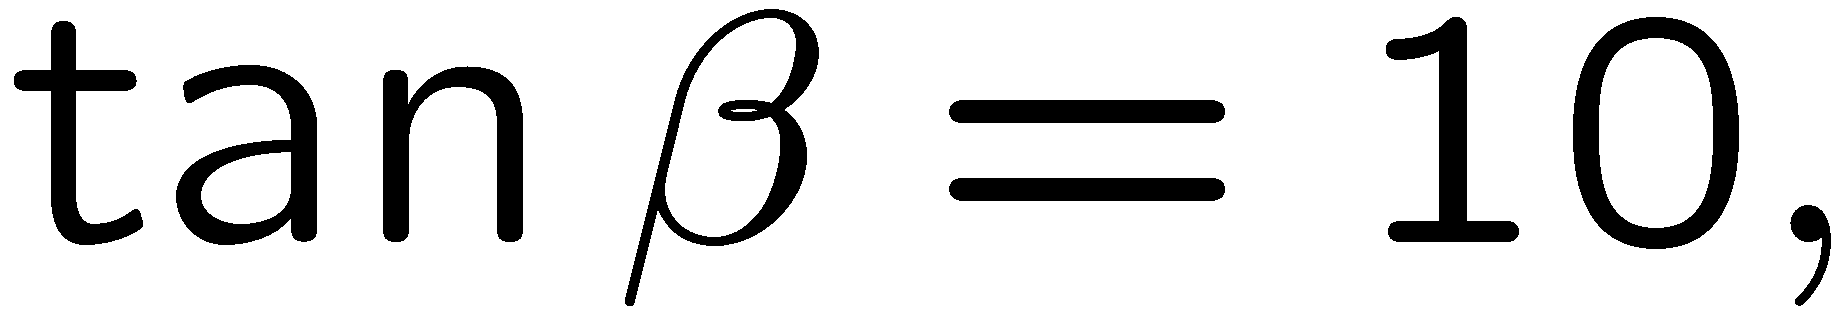 tan β = 10,